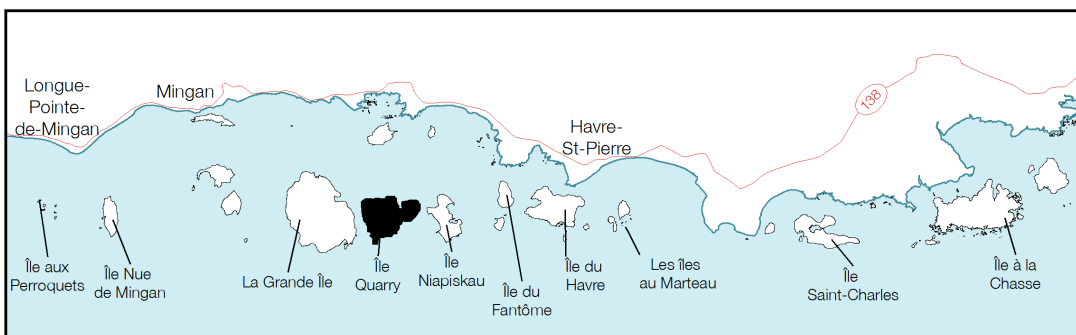 Longue-
Pointe-
de-Mingan
Mingan
Havre-
St-Pierre
138
Île aux
Perroquets
Île Nue
de Mingan
La Grande Île
Île
Quarry
Île
Niapiskau
Île du
Fantôme
Île du
Havre
Les îles
au Marteau
Île
Saint-Charles
Île à la
Chasse